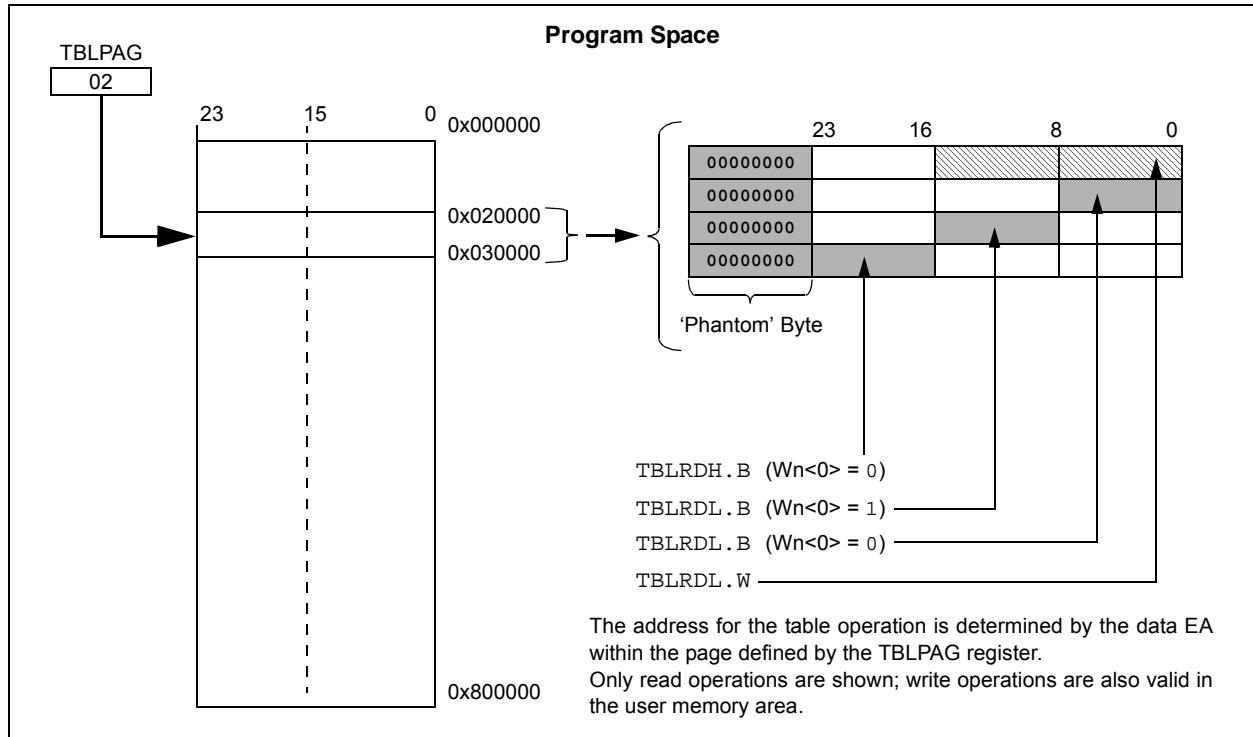 Program Space
TBLPAG
02
23 15 0
0x000000
0x020000
0x030000
0x800000
23 16 8 0
00000000
00000000
00000000
00000000
‘Phantom’ Byte
TBLRDH.B (Wn<0> = 0)
TBLRDL.B (Wn<0> = 1)
TBLRDL.B (Wn<0> = 0)
TBLRDL.W
The address for the table operation is determined by the data EA
within the page defined by the TBLPAG register.
Only read operations are shown; write operations are also valid in
the user memory area.